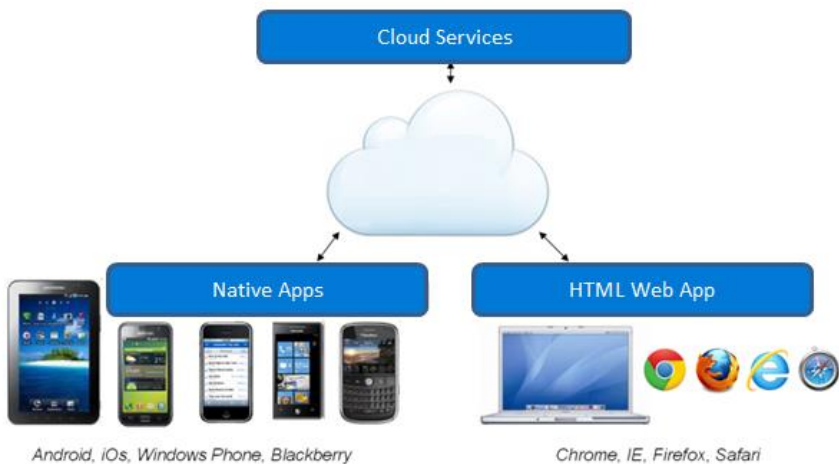 Cloud Services
Native Apps
HTML Web App
Android, iOs, Windows Phone, Blackberry
Chrome, IE, Firefox, Safari